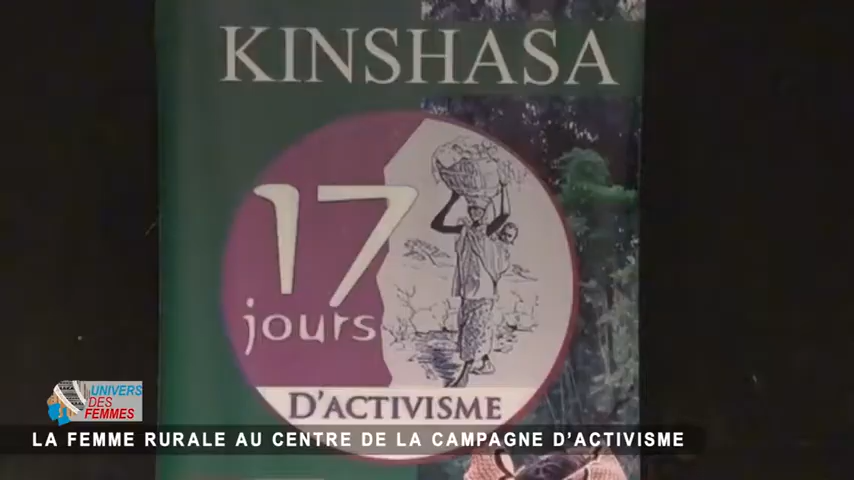 KINSHASA
17
jours
D'ACTIVISME
UNIVERS
DES
FEMMES
LA FEMME RURALE AU CENTRE DE LA CAMPAGNE D'ACTIVISME